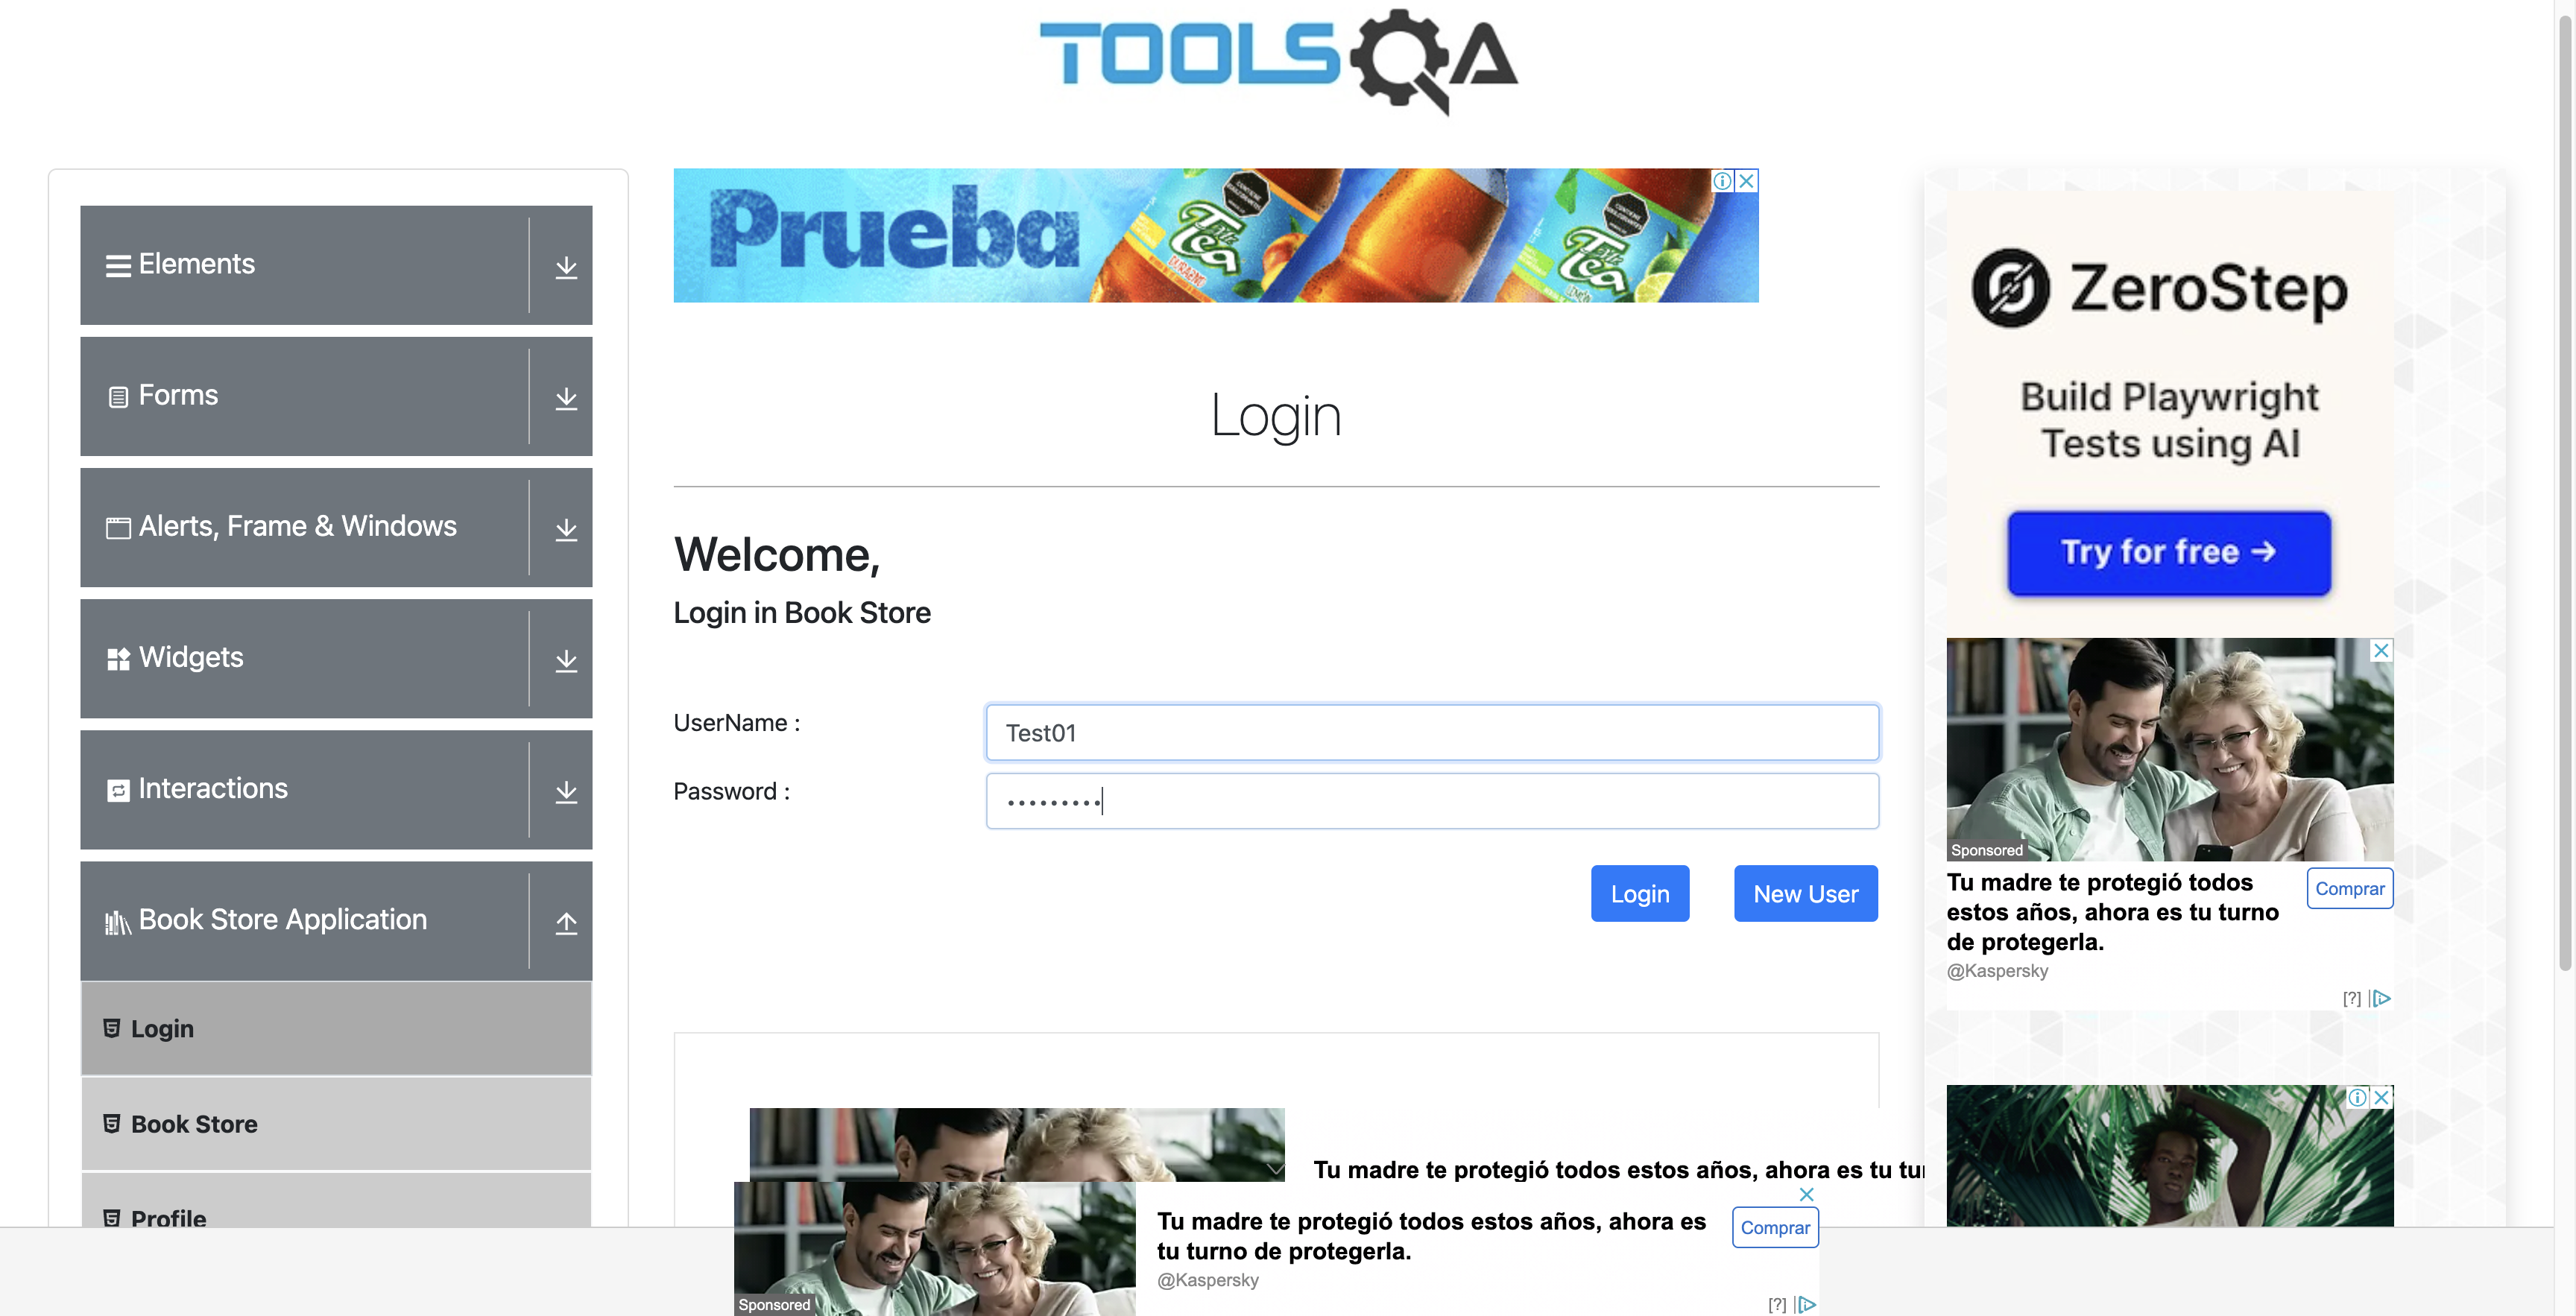 TOOLSQA
Elements
Forms
Alerts, Frame & Windows
Widgets
Interactions
Book Store Application
Login
Book Store
Profile
Prueba
Login
Welcome,
Login in Book Store
UserName :
Test01
Password :
•••••••••
Login
New User
ZeroStep
Build Playwright
Tests using AI
Try for free →
Sponsored
Tu madre te protegió todos
estos años, ahora es tu turno
de protegerla.
Comprar
@Kaspersky
[?]
Tu madre te protegió todos estos años, ahora es tu tur
Tu madre te protegió todos estos años, ahora es
tu turno de protegerla.
Comprar
@Kaspersky
Sponsored
[?]